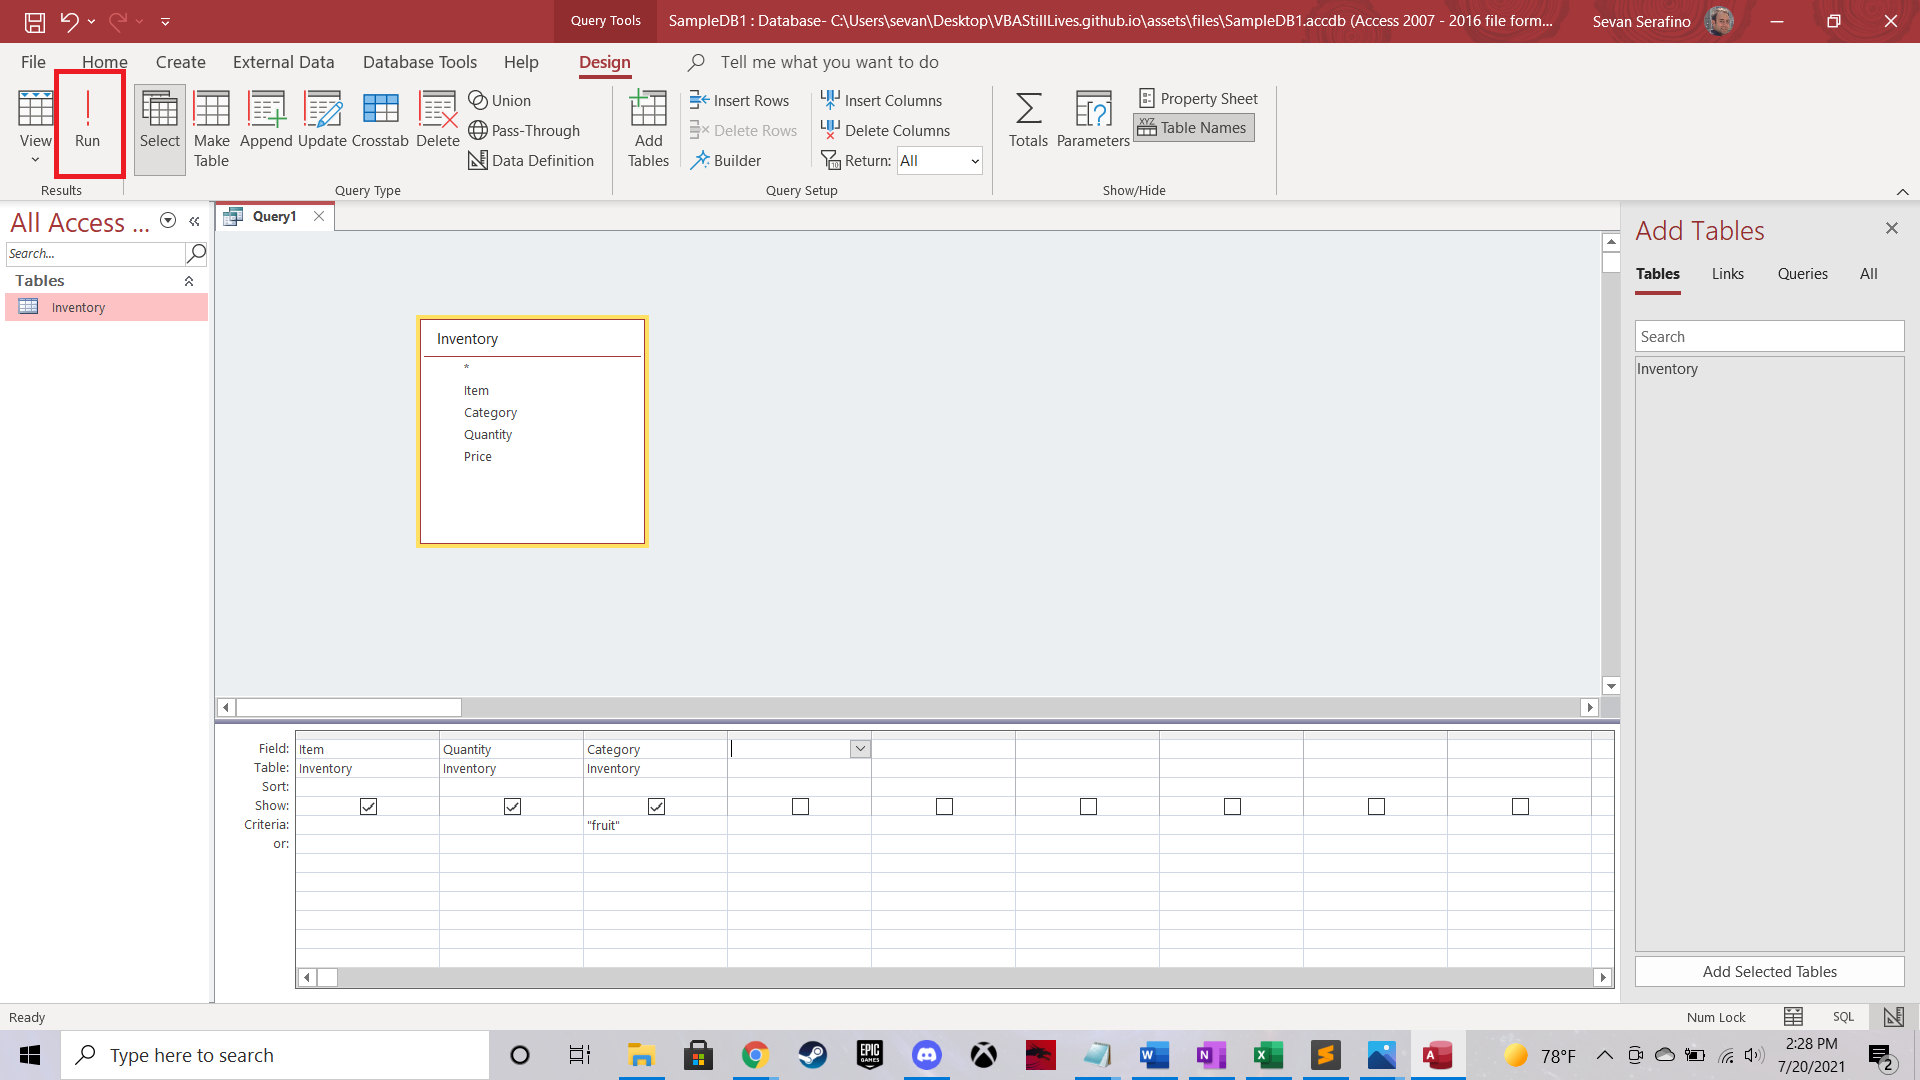 Query Tools
SampleDB1 : Database- C:\Users\sevan\Desktop\VBAStillLives.github.io\assets\files\SampleDB1.accdb (Access 2007 - 2016 file form...
Sevan Serafino
File Home Create External Data Database Tools Help Design Tell me what you want to do
View
Run
Results
Select
Make Table
Append
Update
Crosstab
Delete
Union
Pass-Through
Data Definition
Query Type
Add Tables
Insert Rows
Delete Rows
Builder
Insert Columns
Delete Columns
Return: All
Query Setup
Totals
Parameters
Property Sheet
XYZ Table Names
Show/Hide
All Access ...
Search...
Tables
Inventory
Query1
Inventory
*
Item
Category
Quantity
Price
Field: Item Quantity Category
Table: Inventory Inventory Inventory
Sort:
Show:
Criteria: "fruit"
or:
Add Tables
Tables Links Queries All
Search
Inventory
Add Selected Tables
Ready
Num Lock
SQL
Type here to search
EPIC GAMES
78°F
2:28 PM
7/20/2021
2